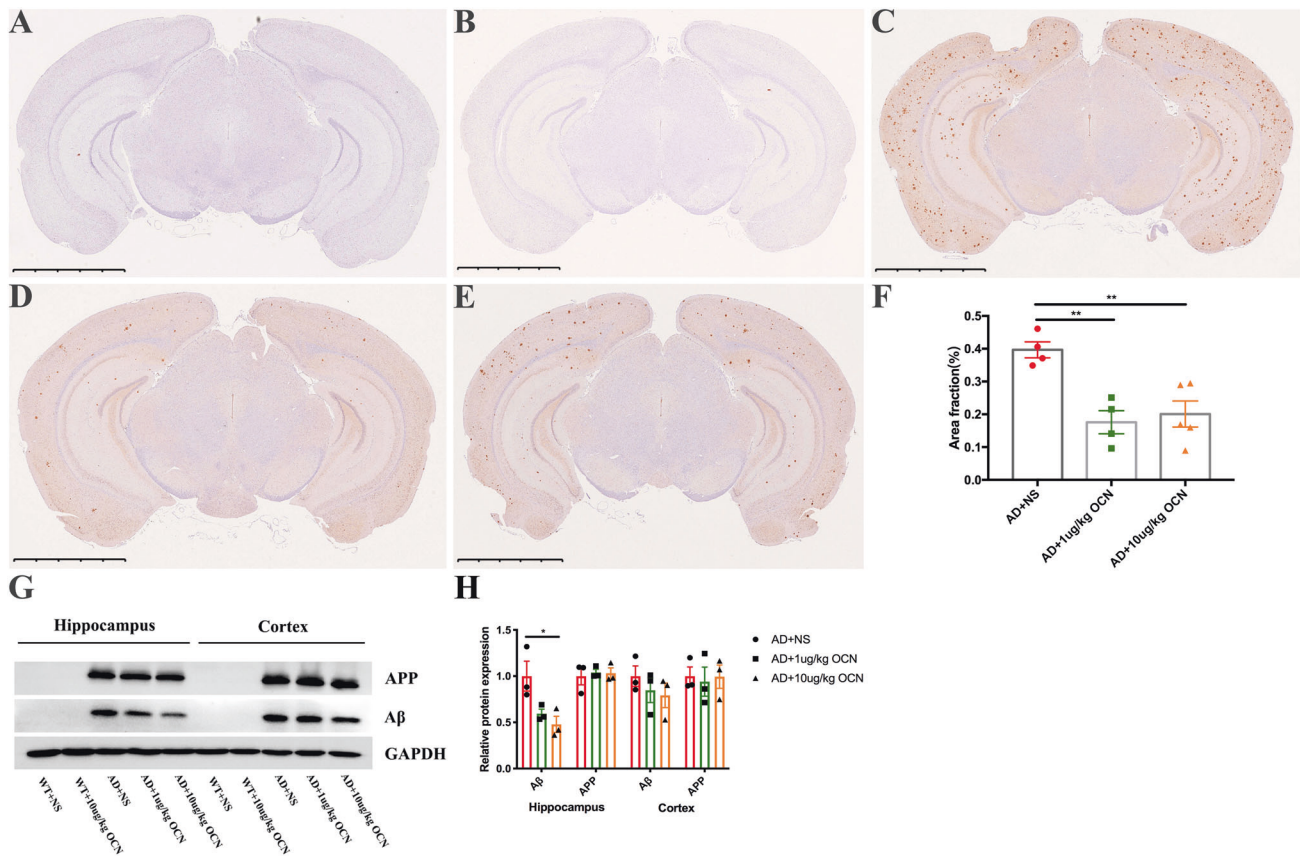 A
B
C
D
E
F
**
**
Area fraction(%)
0.5
0.4
0.3
0.2
0.1
0.0
AD+NS
AD+1ug/kg OCN
AD+10ug/kg OCN
G
Hippocampus
Cortex
APP
Aβ
GAPDH
WT+NS
WT+10ug/kg OCN
AD+NS
AD+1ug/kg OCN
AD+10ug/kg OCN
WT+NS
WT+10ug/kg OCN
AD+NS
AD+1ug/kg OCN
AD+10ug/kg OCN
H
Relative protein expression
1.5
1.0
0.5
0.0
*
Aβ
APP
Aβ
APP
Hippocampus
Cortex
AD+NS
AD+1ug/kg OCN
AD+10ug/kg OCN